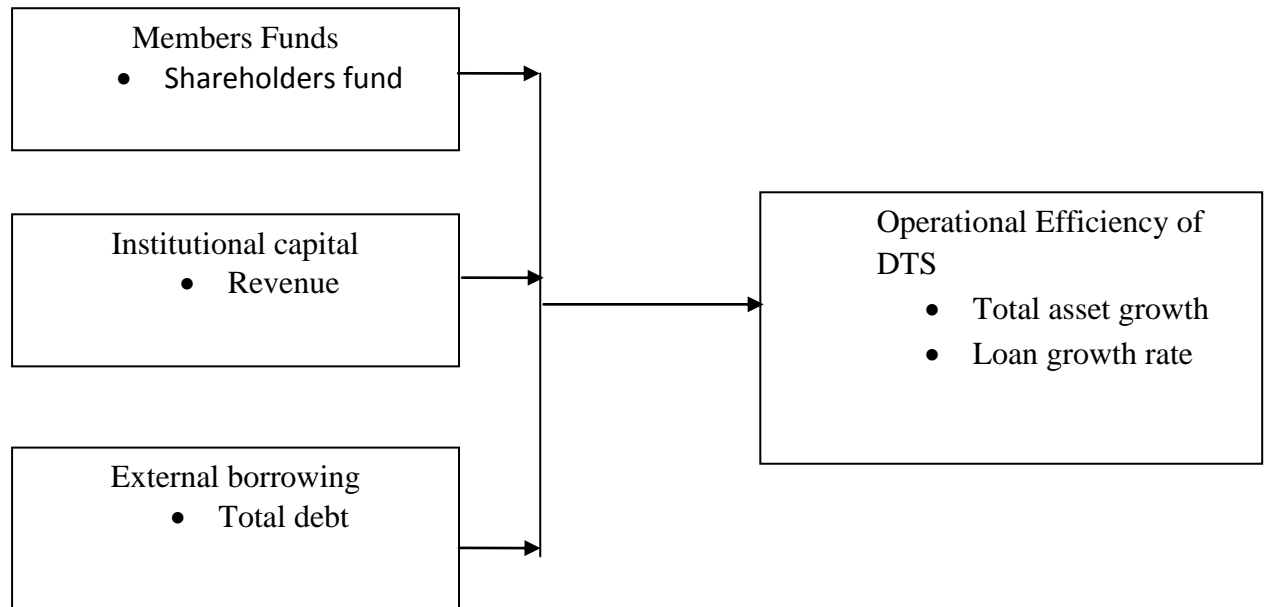 Members Funds
• Shareholders fund
Institutional capital
• Revenue
External borrowing
• Total debt
Operational Efficiency of
DTS
• Total asset growth
• Loan growth rate